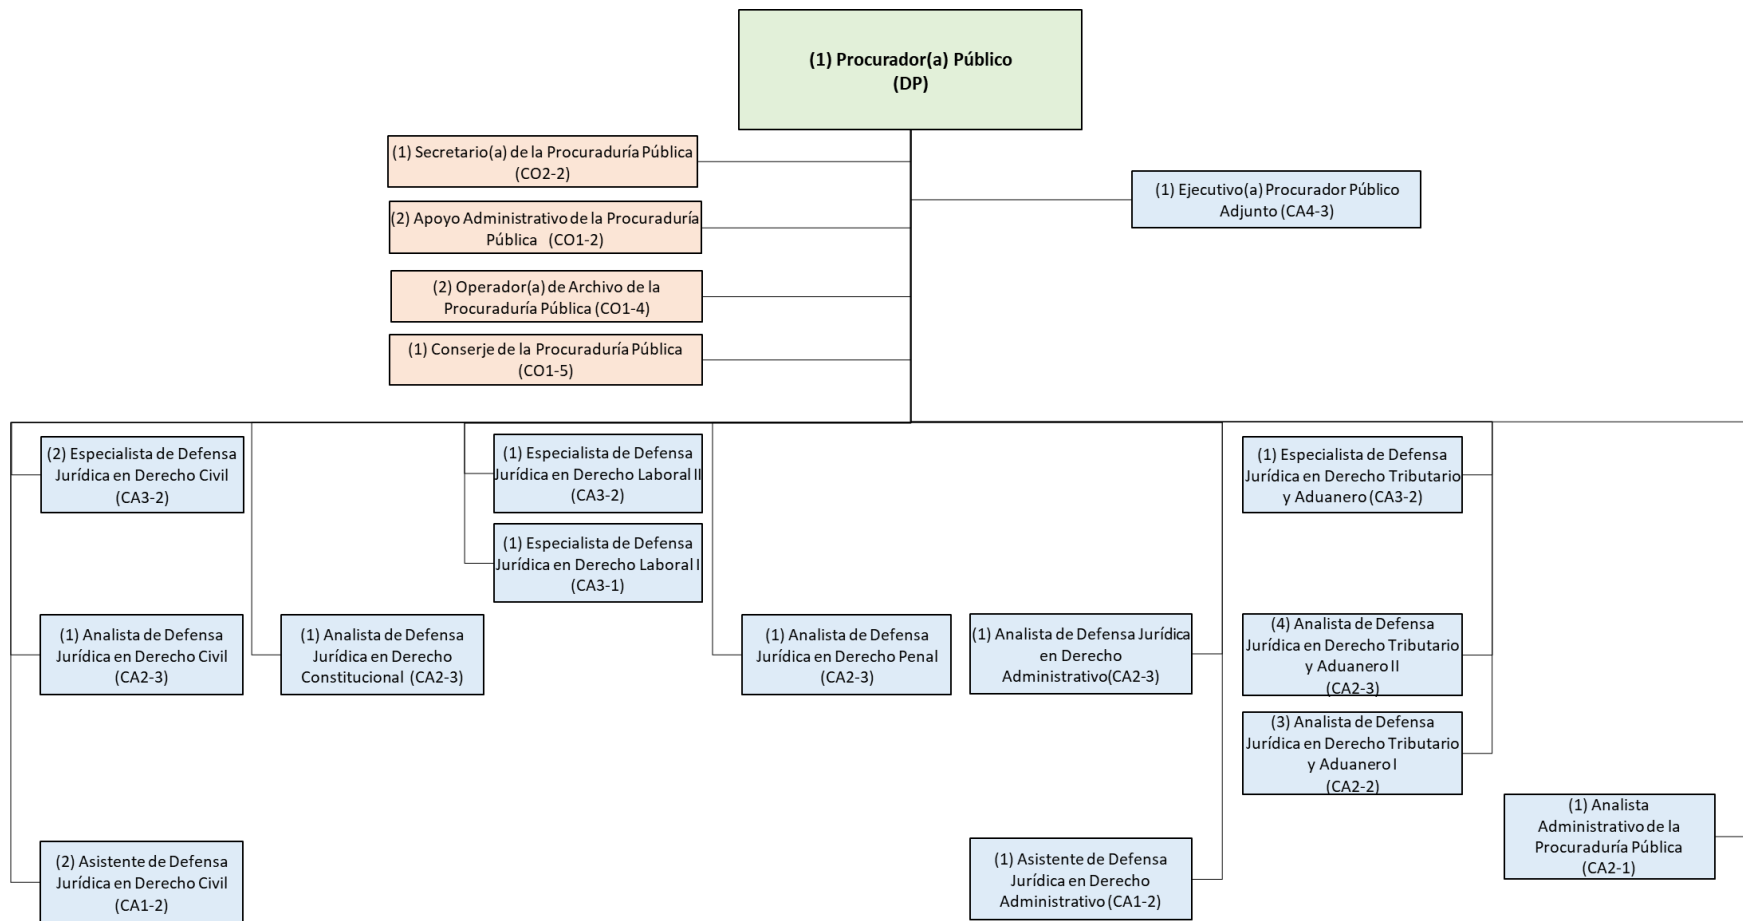 (1) Procurador(a) Público
(DP)
(1) Secretario(a) de la Procuraduría Pública
(CO2-2)
(1) Ejecutivo(a) Procurador Público
Adjunto (CA4-3)
(2) Apoyo Administrativo de la Procuraduría
Pública (CO1-2)
(2) Operador(a) de Archivo de la
Procuraduría Pública (CO1-4)
(1) Conserje de la Procuraduría Pública
(CO1-5)
(2) Especialista de Defensa
Jurídica en Derecho Civil
(CA3-2)
(1) Especialista de Defensa
Jurídica en Derecho Laboral II
(CA3-2)
(1) Especialista de Defensa
Jurídica en Derecho Tributario
y Aduanero (CA3-2)
(1) Especialista de Defensa
Jurídica en Derecho Laboral I
(CA3-1)
(1) Analista de Defensa
Jurídica en Derecho Civil
(CA2-3)
(1) Analista de Defensa
Jurídica en Derecho
Constitucional (CA2-3)
(1) Analista de Defensa
Jurídica en Derecho Penal
(CA2-3)
(1) Analista de Defensa Jurídica
en Derecho
Administrativo(CA2-3)
(4) Analista de Defensa
Jurídica en Derecho Tributario
y Aduanero II
(CA2-3)
(3) Analista de Defensa
Jurídica en Derecho Tributario
y Aduanero I
(CA2-2)
(1) Analista
Administrativo de la
Procuraduría Pública
(CA2-1)
(2) Asistente de Defensa
Jurídica en Derecho Civil
(CA1-2)
(1) Asistente de Defensa
Jurídica en Derecho
Administrativo (CA1-2)